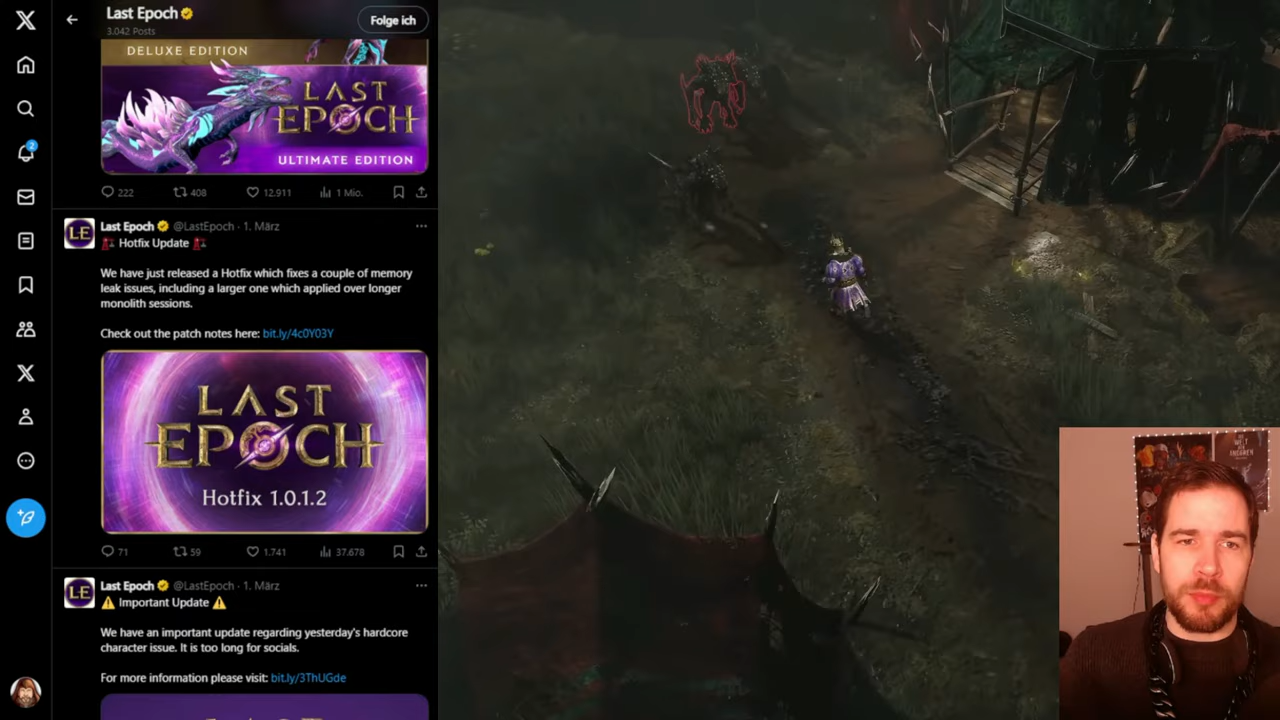 Last Epoch
3.042 Posts
Folge ich
DELUXE EDITION
LAST
EPOCH
ULTIMATE EDITION
222
408
12.911
1 Mio.
2
Last Epoch @LastEpoch · 1. März
Hotfix Update
We have just released a Hotfix which fixes a couple of memory
leak issues, including a larger one which applied over longer
monolith sessions.
Check out the patch notes here: bit.ly/4c0Y03Y
LE
LAST
EPOCH
Hotfix 1.0.1.2
71
59
1.741
37.678
Last Epoch @LastEpoch · 1. März
Important Update
We have an important update regarding yesterday's hardcore
character issue. It is too long for socials.
For more information please visit: bit.ly/3ThUGde
LE